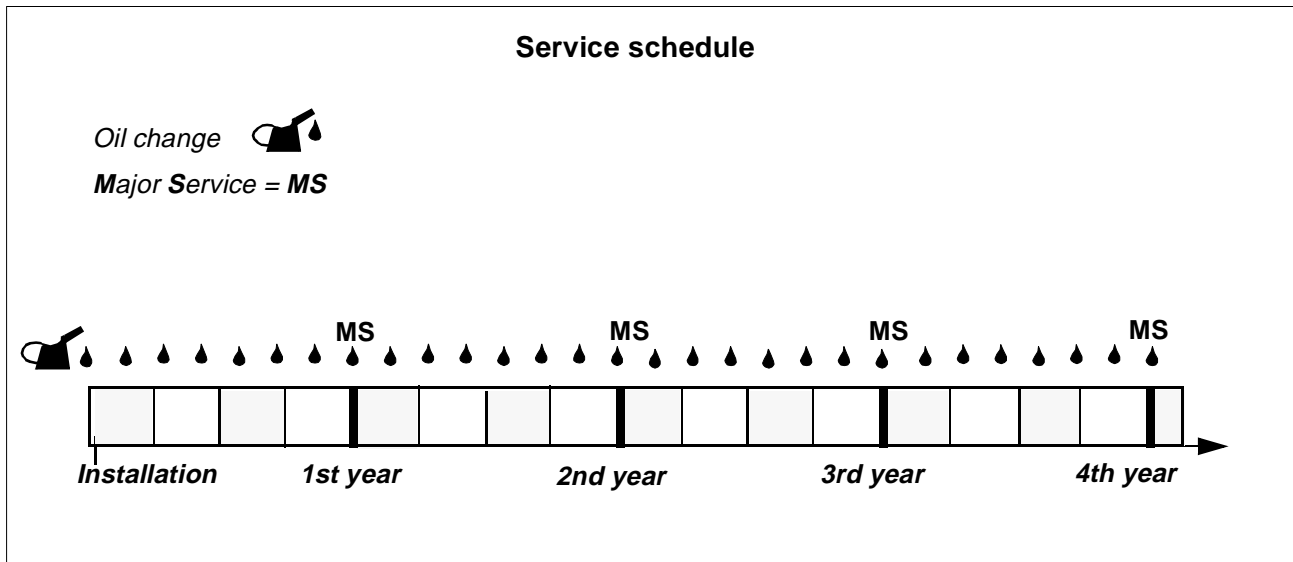 Service schedule
Oil change
Major Service = MS
MS MS MS MS
Installation 1st year 2nd year 3rd year 4th year